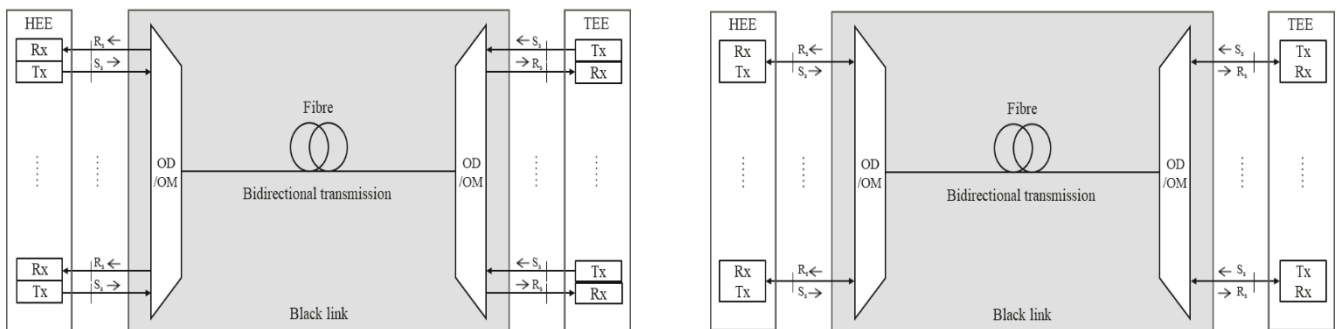 HEE
TEE
Rx
Rₛ ←
← Sₛ
Tx
Tx
Sₛ →
→ Rₛ
Rx
Fibre
OD
/OM
OD
/OM
Bidirectional transmission
Rx
Rₛ ←
← Sₛ
Tx
Tx
Sₛ →
→ Rₛ
Rx
Black link
HEE
TEE
Rx
Rₛ ←
← Sₛ
Tx
Tx
Sₛ →
→ Rₛ
Rx
Fibre
OD
/OM
OD
/OM
Bidirectional transmission
Rx
Rₛ ←
← Sₛ
Tx
Tx
Sₛ →
→ Rₛ
Rx
Black link